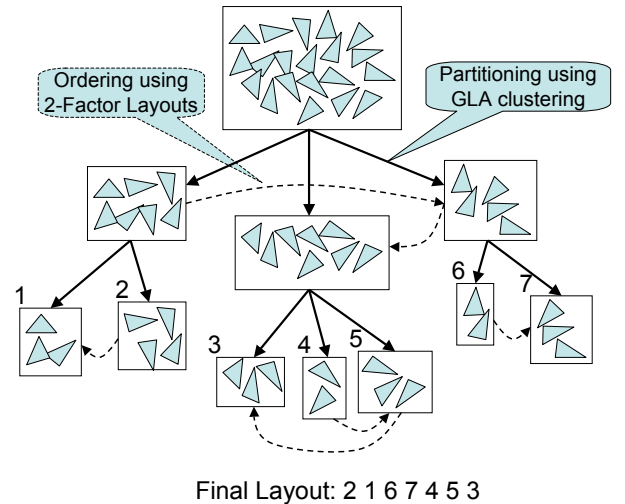 Ordering using
2-Factor Layouts
Partitioning using
GLA clustering
1
2
3
4
5
6
7
Final Layout: 2 1 6 7 4 5 3